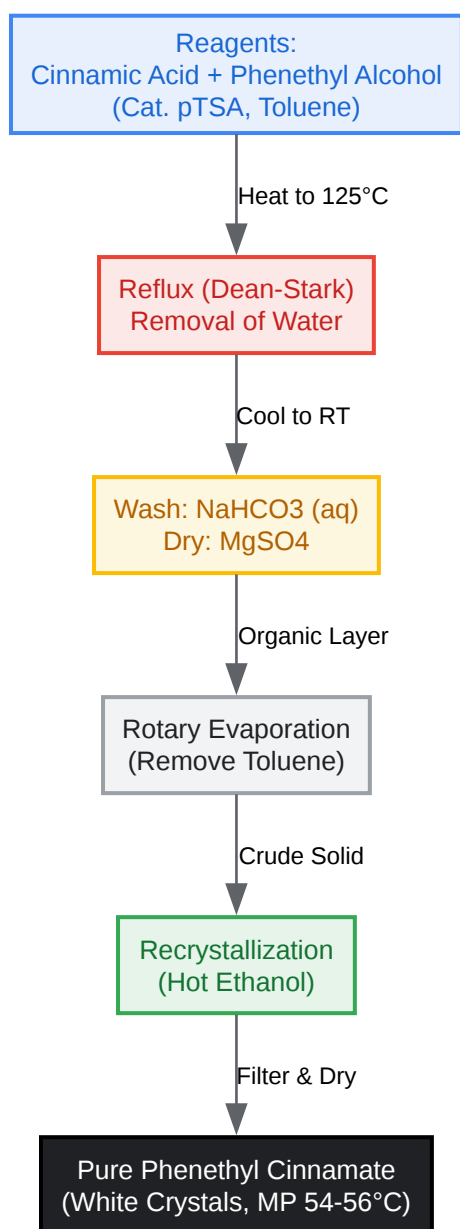 Reagents:
Cinnamic Acid + Phenethyl Alcohol
(Cat. pTSA, Toluene)
Heat to 125°C
Reflux (Dean-Stark)
Removal of Water
Cool to RT
Wash: NaHCO3 (aq)
Dry: MgSO4
Organic Layer
Rotary Evaporation
(Remove Toluene)
Crude Solid
Recrystallization
(Hot Ethanol)
Filter & Dry
Pure Phenethyl Cinnamate
(White Crystals, MP 54-56°C)